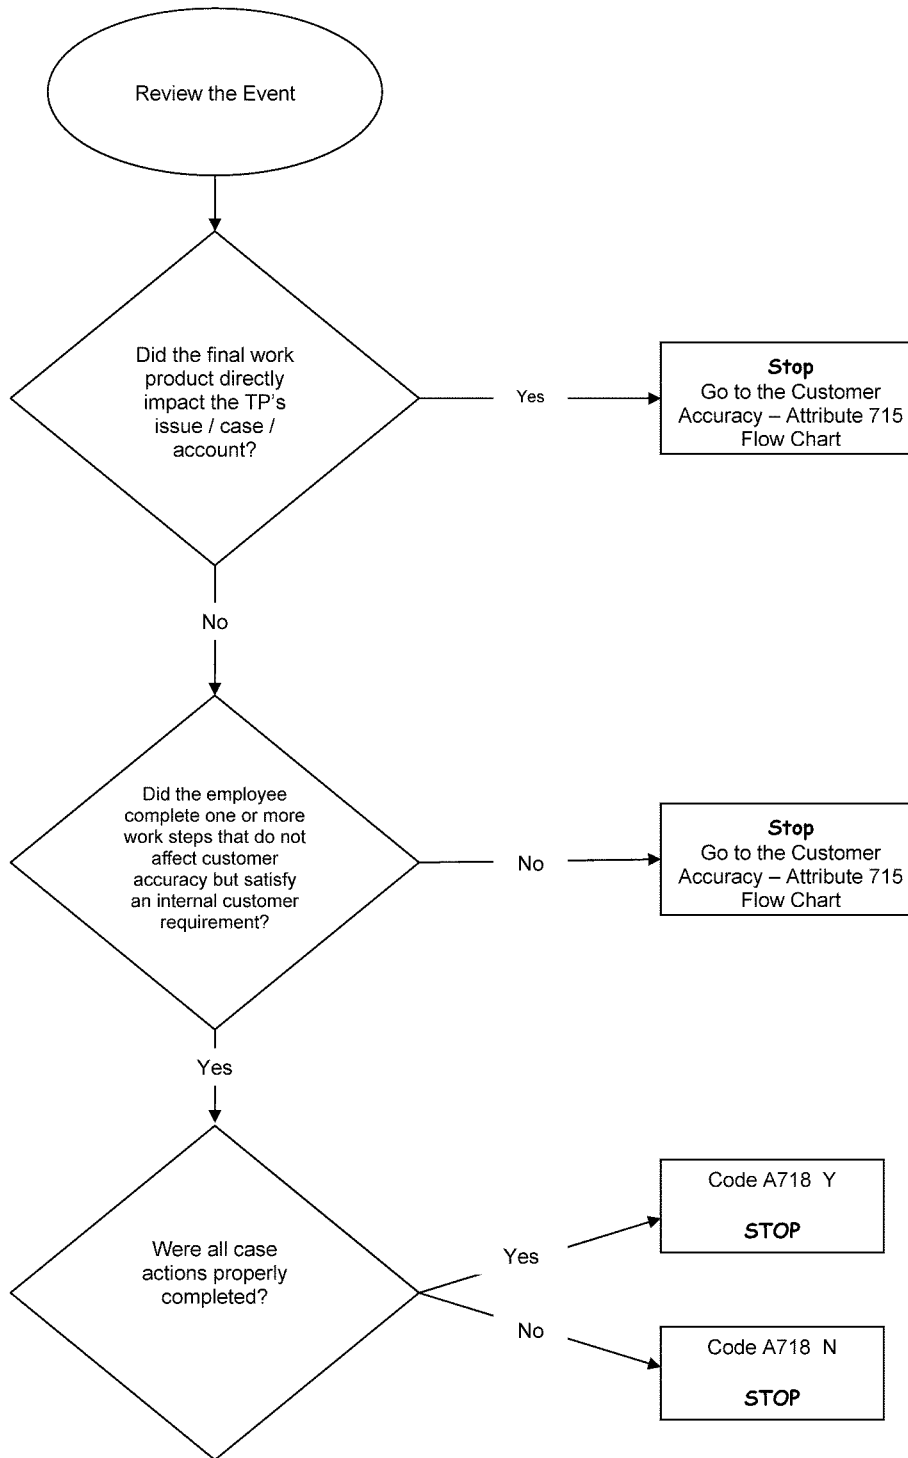 Review the Event
Did the final work
product directly
impact the TP's
issue / case /
account?
Yes
Stop
Go to the Customer
Accuracy – Attribute 715
Flow Chart
No
Did the employee
complete one or more
work steps that do not
affect customer
accuracy but satisfy
an internal customer
requirement?
No
Stop
Go to the Customer
Accuracy – Attribute 715
Flow Chart
Yes
Were all case
actions properly
completed?
Yes
Code A718 Y
STOP
No
Code A718 N
STOP